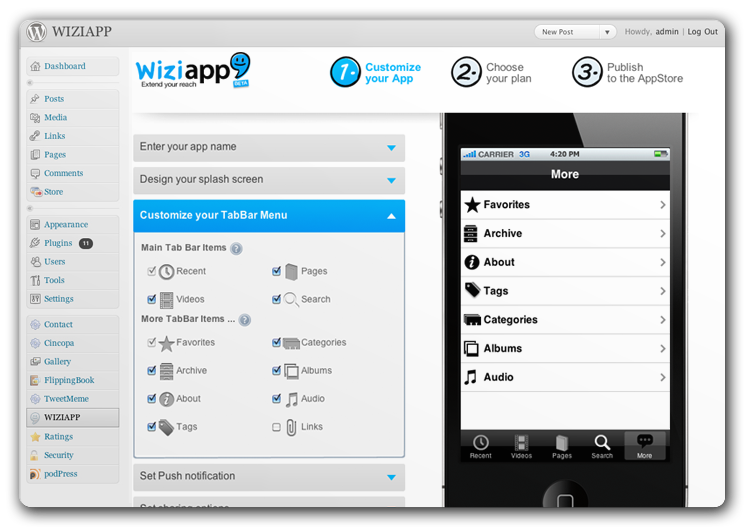 WIZIAPP
New Post
Howdy, admin | Log Out
Dashboard
Posts
Media
Links
Pages
Comments
Store
Appearance
Plugins 11
Users
Tools
Settings
Contact
Cincopa
Gallery
FlippingBook
TweetMeme
WIZIAPP
Ratings
Security
podPress
Wiziapp
BETA
Extend your reach
1- Customize
your App
2- Choose
your plan
3- Publish
to the AppStore
Enter your app name
Design your splash screen
Customize your TabBar Menu
Main Tab Bar Items ?
Recent
Pages
Videos
Search
More TabBar Items ... ?
Favorites
Categories
Archive
Albums
About
Audio
Tags
Links
Set Push notification
Set sharing options
CARRIER 3G 4:20 PM
More
Favorites
Archive
About
Tags
Categories
Albums
Audio
Recent Videos Pages Search More